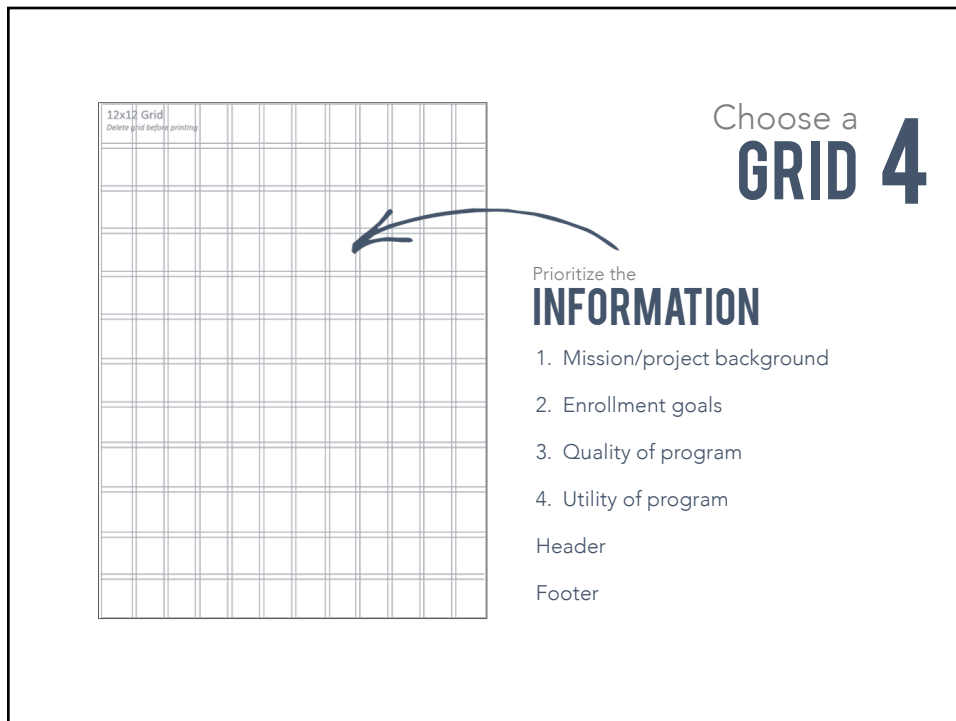 12x12 Grid
Delete grid before printing
Choose a
GRID 4
Prioritize the
INFORMATION
1. Mission/project background
2. Enrollment goals
3. Quality of program
4. Utility of program
Header
Footer